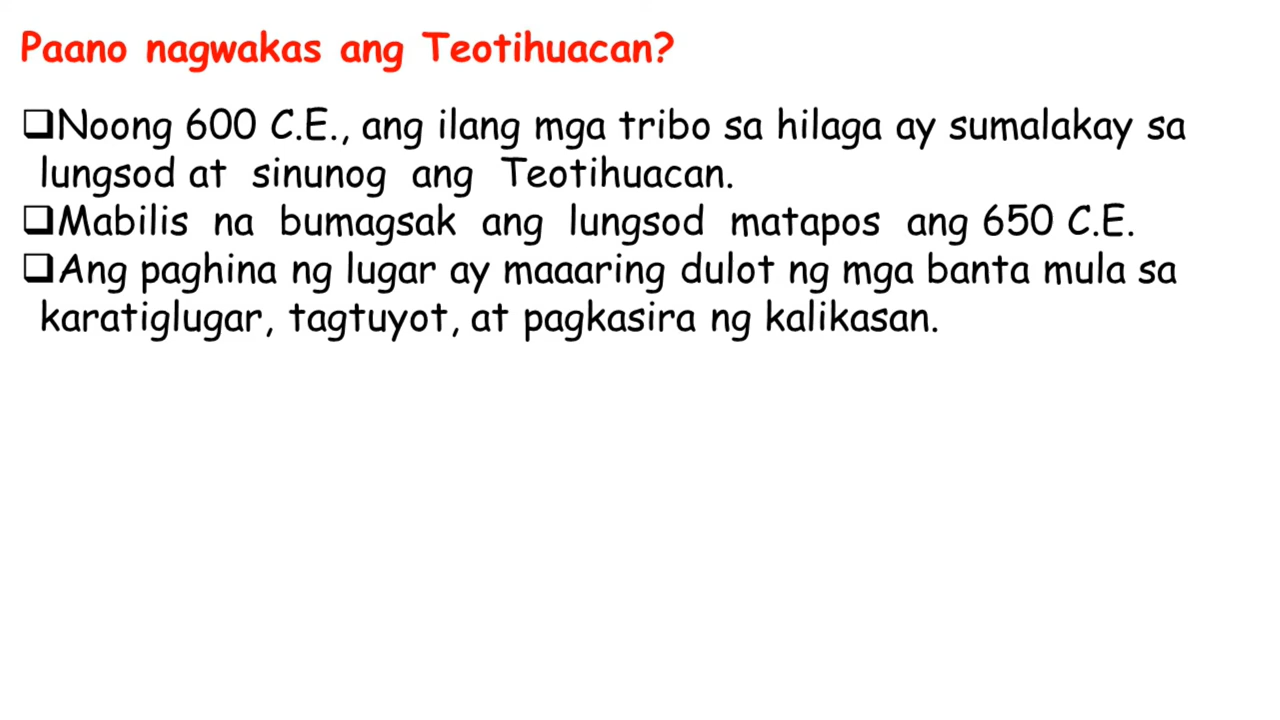 Paano nagwakas ang Teotihuacan?
❑Noong 600 C.E., ang ilang mga tribo sa hilaga ay sumalakay sa
lungsod at sinunog ang Teotihuacan.
❑Mabilis na bumagsak ang lungsod matapos ang 650 C.E.
❑Ang paghina ng lugar ay maaaring dulot ng mga banta mula sa
karatiglugar, tagtuyot, at pagkasira ng kalikasan.